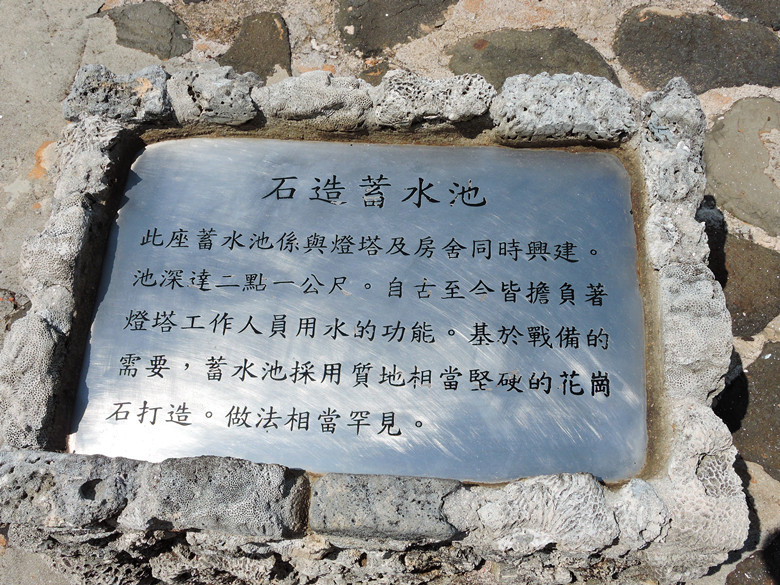 石造蓄水池
此座蓄水池係與燈塔及房舍同時興建。
池深達二點一公尺。自古至今皆擔負著
燈塔工作人員用水的功能。基於戰備的
需要，蓄水池採用質地相當堅硬的花崗
石打造。做法相當罕見。